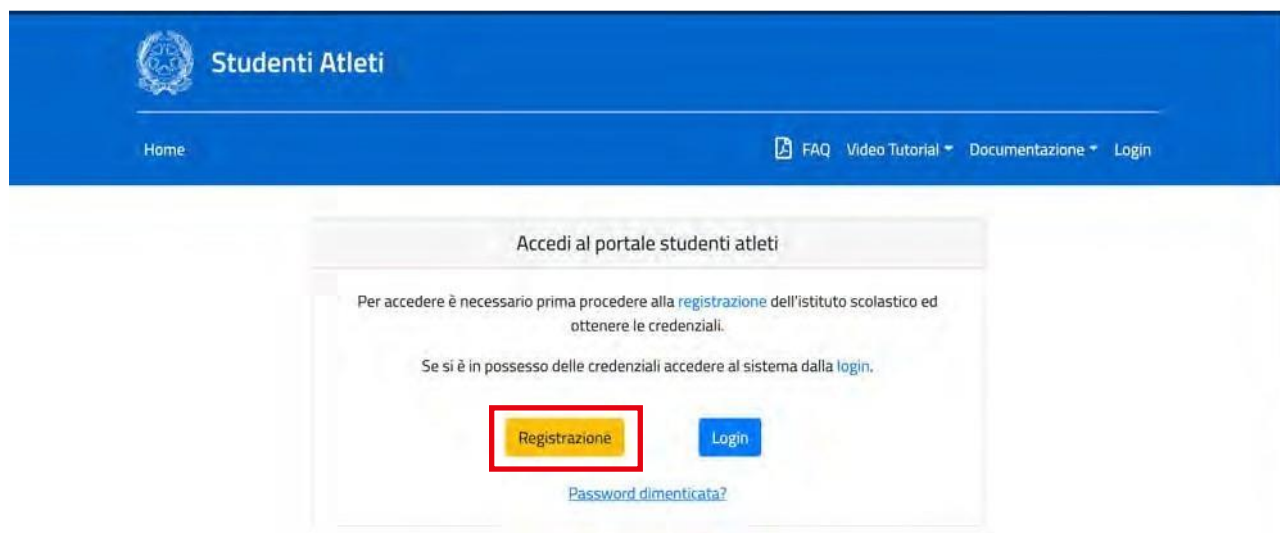 Studenti Atleti
Home
FAQ Video Tutorial Documentazione Login
Accedi al portale studenti atleti
Per accedere è necessario prima procedere alla registrazione dell'istituto scolastico ed
ottenere le credenziali.
Se si è in possesso delle credenziali accedere al sistema dalla login.
Registrazione Login
Password dimenticata?